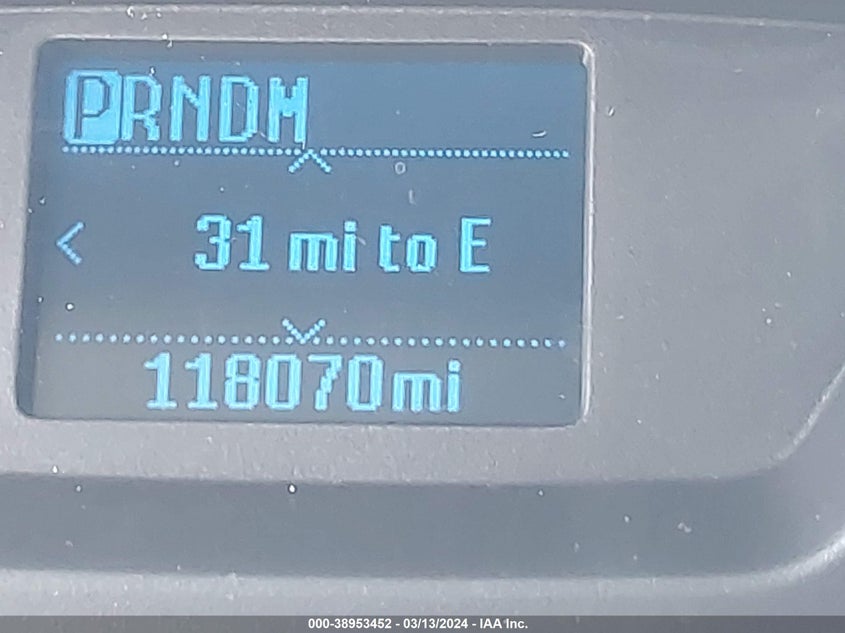 PRNDM
31 mi to E
118070mi
000-38953452 - 03/13/2024 - IAA Inc.